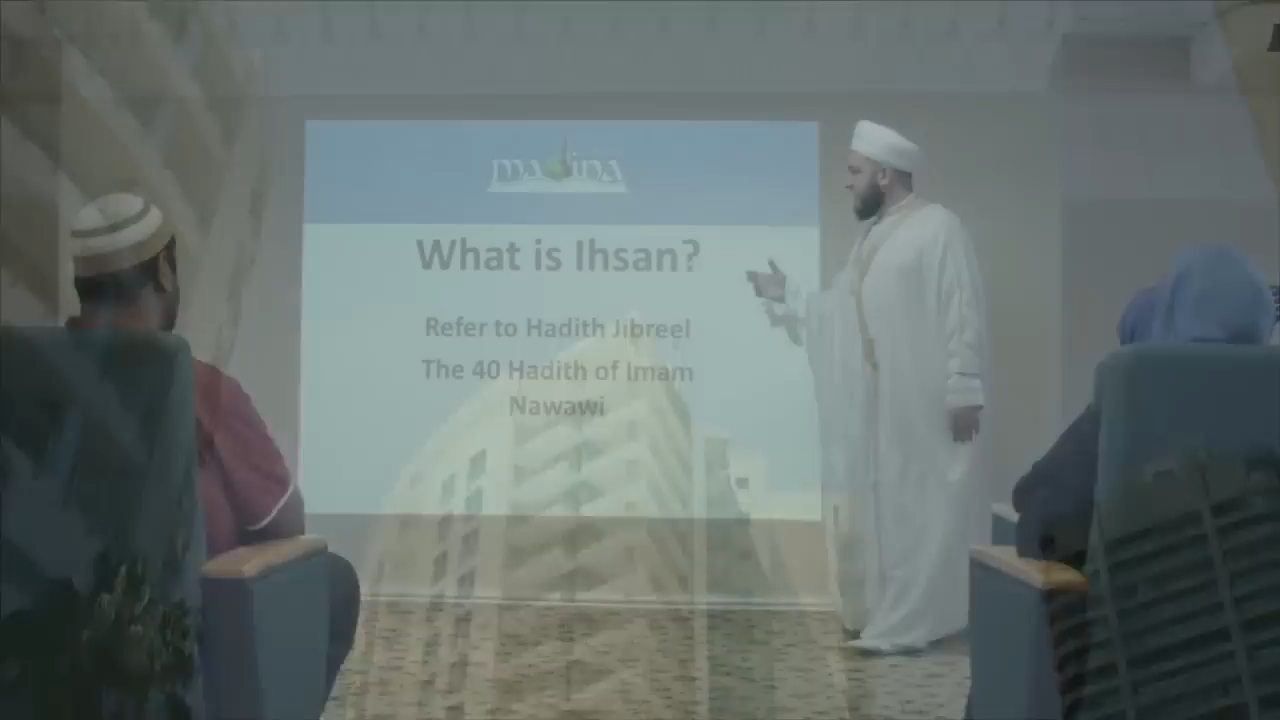 madina
What is Ihsan?
Refer to Hadith Jibreel
The 40 Hadith of Imam
Nawawi